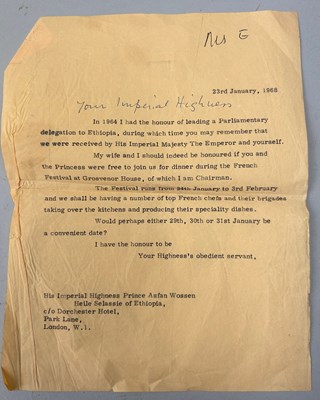 23rd January, 1968
Your Imperial Highness
In 1964 I had the honour of leading a Parliamentary
delegation to Ethiopia, during which time you may remember that
we were received by His Imperial Majesty The Emperor and yourself.
My wife and I should indeed be honoured if you and
the Princess were free to join us for dinner during the French
Festival at Grosvenor House, of which I am Chairman.
The Festival runs from 24th January to 3rd February
and we shall be having a number of top French chefs and their brigades
taking over the kitchens and producing their speciality dishes.
Would perhaps either 29th, 30th or 31st January be
a convenient date?
I have the honour to be
Your Highness's obedient servant,
His Imperial Highness Prince Asfan Wossen
Heile Selassie of Ethiopia,
c/o Dorchester Hotel,
Park Lane,
London, W.1.